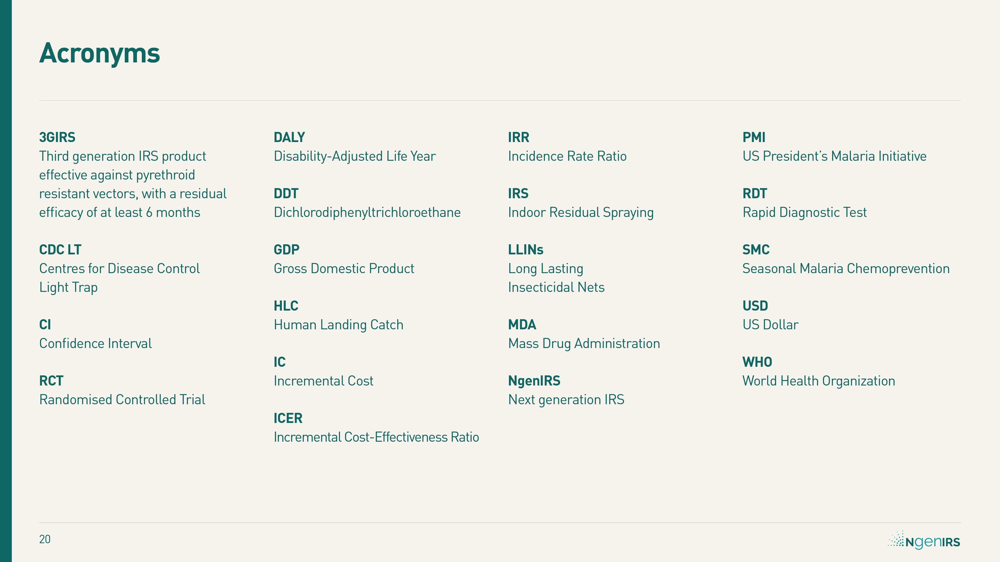 Acronyms
3GIRS
Third generation IRS product
effective against pyrethroid
resistant vectors, with a residual
efficacy of at least 6 months
CDC LT
Centres for Disease Control
Light Trap
CI
Confidence Interval
RCT
Randomised Controlled Trial
DALY
Disability-Adjusted Life Year
DDT
Dichlorodiphenyltrichloroethane
GDP
Gross Domestic Product
HLC
Human Landing Catch
IC
Incremental Cost
ICER
Incremental Cost-Effectiveness Ratio
IRR
Incidence Rate Ratio
IRS
Indoor Residual Spraying
LLINs
Long Lasting
Insecticidal Nets
MDA
Mass Drug Administration
NgenIRS
Next generation IRS
PMI
US President’s Malaria Initiative
RDT
Rapid Diagnostic Test
SMC
Seasonal Malaria Chemoprevention
USD
US Dollar
WHO
World Health Organization
20
NgenIRS